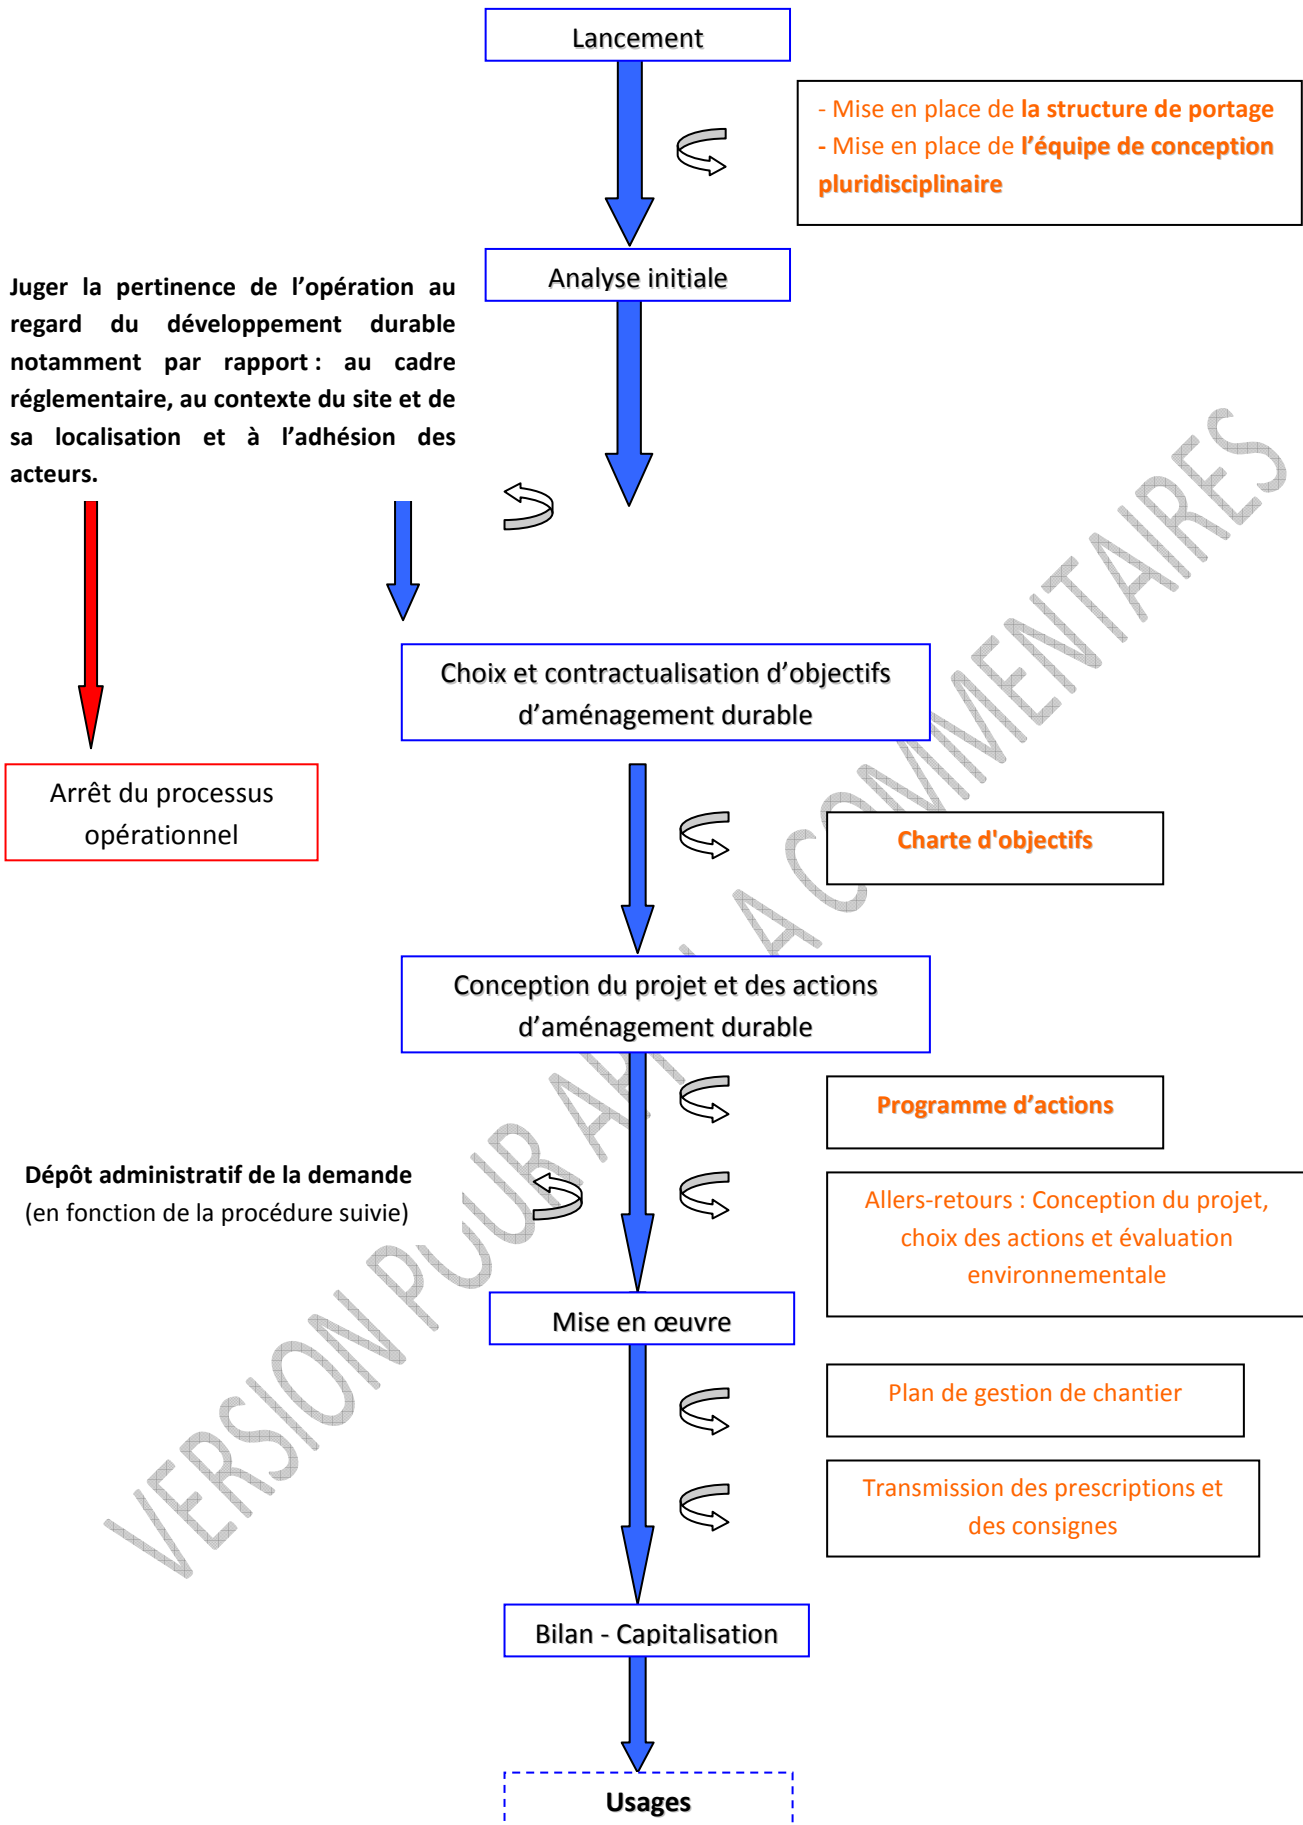 Lancement
- Mise en place de la structure de portage
- Mise en place de l’équipe de conception
pluridisciplinaire
Analyse initiale
Juger la pertinence de l’opération au
regard du développement durable
notamment par rapport : au cadre
réglementaire, au contexte du site et de
sa localisation et à l’adhésion des
acteurs.
Choix et contractualisation d’objectifs
d’aménagement durable
Arrêt du processus
opérationnel
Charte d'objectifs
Conception du projet et des actions
d’aménagement durable
Programme d’actions
Dépôt administratif de la demande
(en fonction de la procédure suivie)
Allers-retours : Conception du projet,
choix des actions et évaluation
environnementale
Mise en œuvre
Plan de gestion de chantier
Transmission des prescriptions et
des consignes
Bilan - Capitalisation
Usages
VERSION POUR A COMMENTAIRES